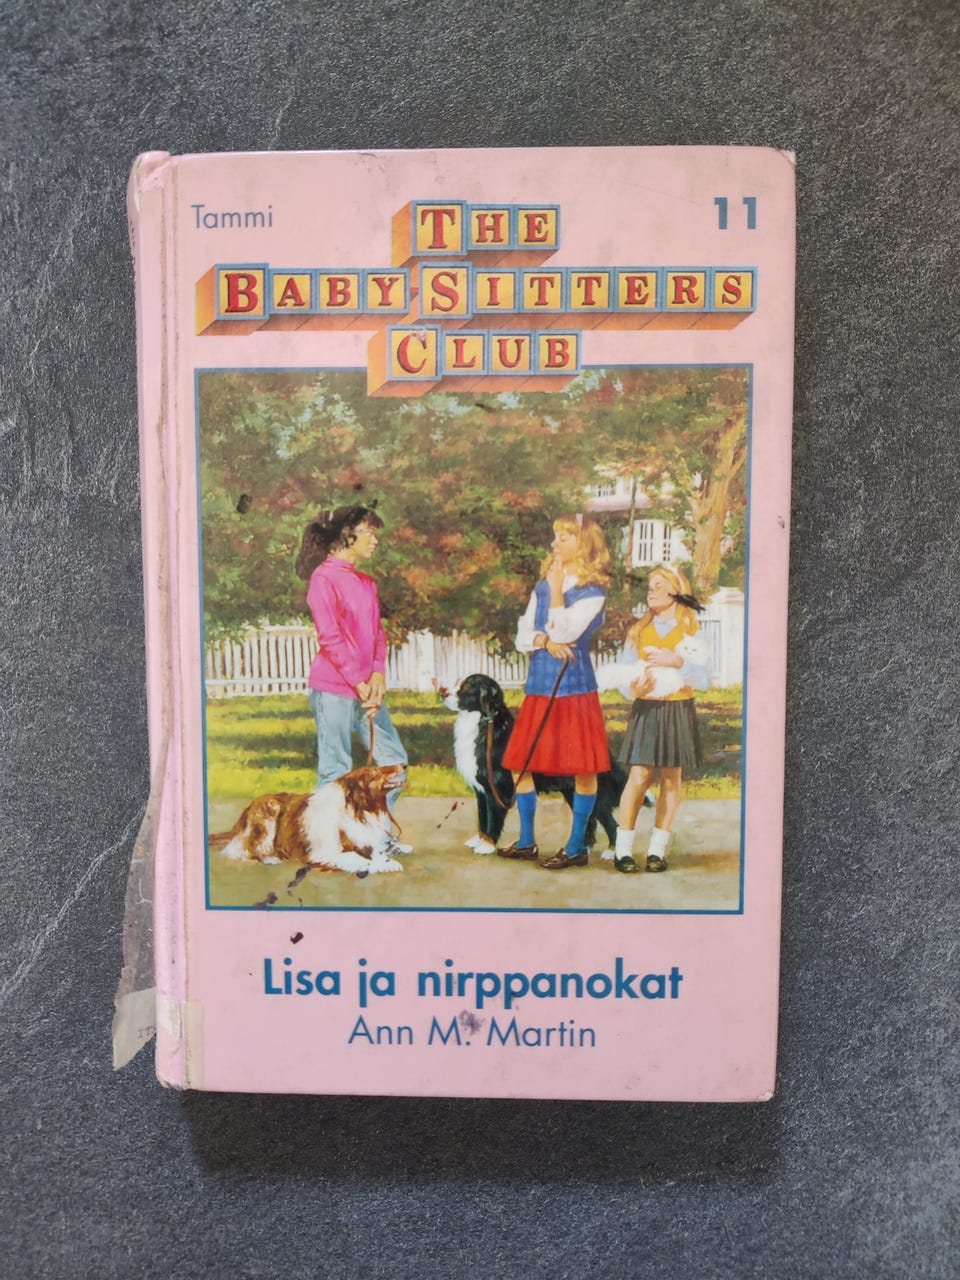 Tammi
11
THE
BABY-SITTERS
CLUB
Lisa ja nirppanokat
Ann M. Martin